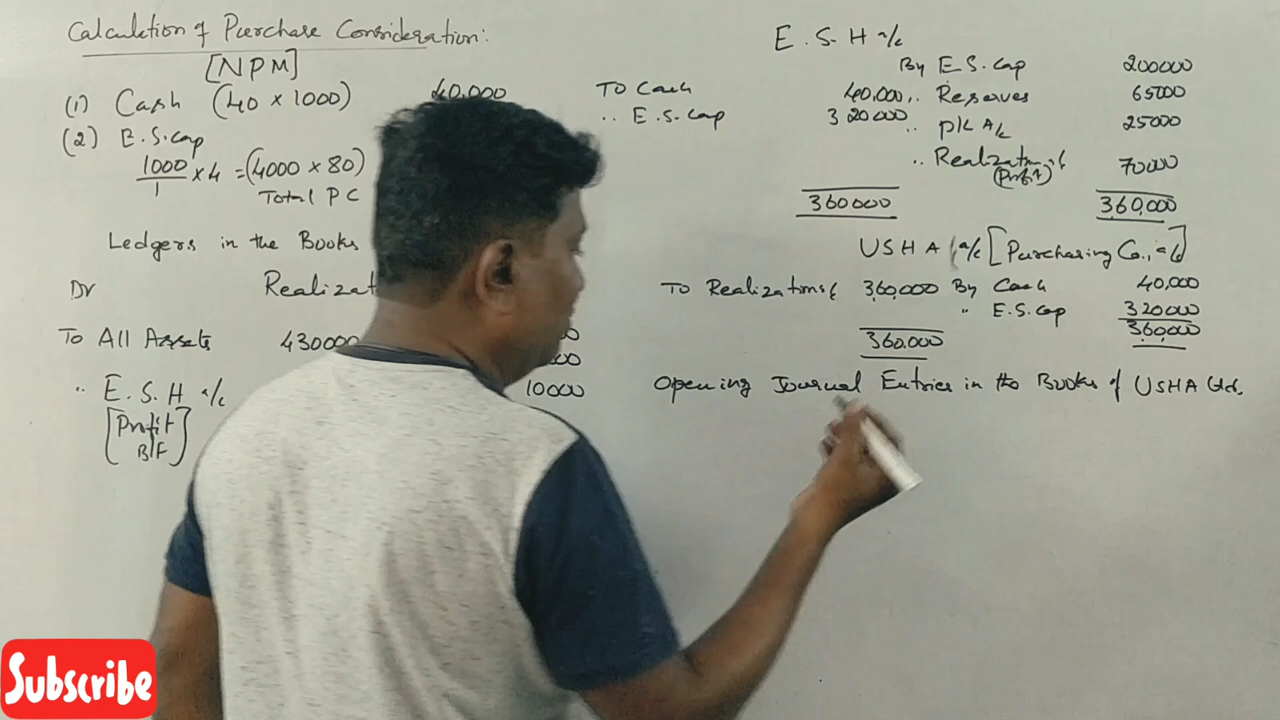 Calculation of Purchase Consideration:
[NPM]
(1) Cash (40 x 1000) 40,000
(2) E.S.Cap
1000/1 x 4 = (4000 x 80)
Total PC
Ledgers in the Books
Dr Realizat
To All Assets 430000
" E.S.H a/c 10000
[Profit
B/F]
E.S.H a/c
By E.S.Cap 200000
To Cash 40,000 " Reserves 65000
" E.S.Cap 320000 " P/L A/c 25000
" Realization a/c 70000
(Profit)
360000 360,000
USHA a/c [Purchasing Co., a/c]
To Realization a/c 360,000 By Cash 40,000
" E.S.Cap 320000
360.000 360,000
Opening Journal Entries in the Books of USHA Ltd.
Subscribe